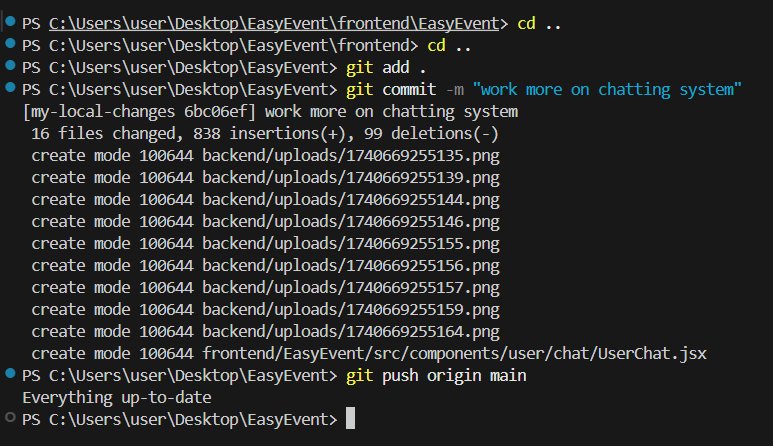 PS C:\Users\user\Desktop\EasyEvent\frontend\EasyEvent> cd ..
PS C:\Users\user\Desktop\EasyEvent\frontend> cd ..
PS C:\Users\user\Desktop\EasyEvent> git add .
PS C:\Users\user\Desktop\EasyEvent> git commit -m "work more on chatting system"
[my-local-changes 6bc06ef] work more on chatting system
 16 files changed, 838 insertions(+), 99 deletions(-)
 create mode 100644 backend/uploads/1740669255135.png
 create mode 100644 backend/uploads/1740669255139.png
 create mode 100644 backend/uploads/1740669255144.png
 create mode 100644 backend/uploads/1740669255146.png
 create mode 100644 backend/uploads/1740669255155.png
 create mode 100644 backend/uploads/1740669255156.png
 create mode 100644 backend/uploads/1740669255157.png
 create mode 100644 backend/uploads/1740669255159.png
 create mode 100644 backend/uploads/1740669255164.png
 create mode 100644 frontend/EasyEvent/src/components/user/chat/UserChat.jsx
PS C:\Users\user\Desktop\EasyEvent> git push origin main
Everything up-to-date
PS C:\Users\user\Desktop\EasyEvent>